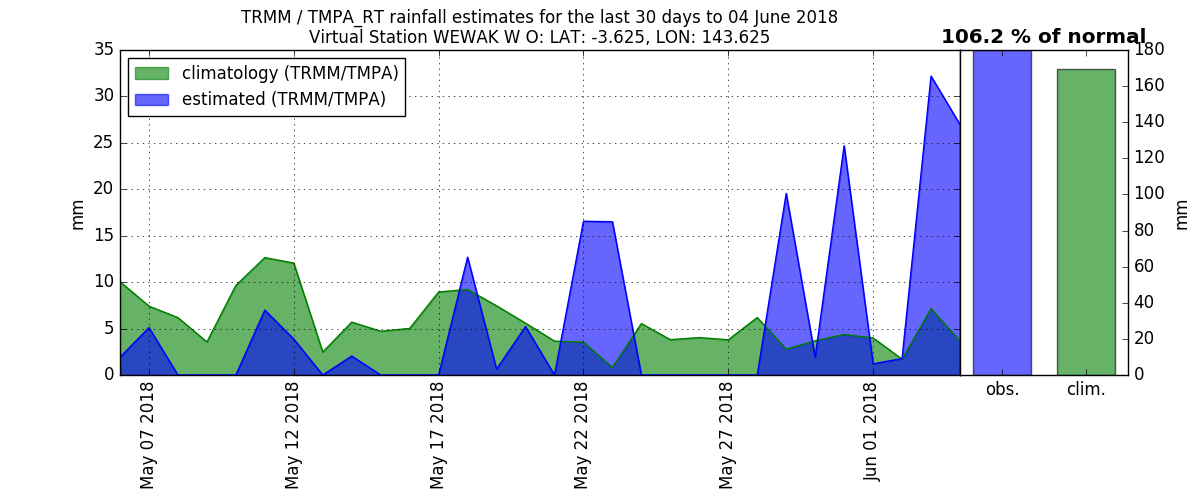 TRMM / TMPA_RT rainfall estimates for the last 30 days to 04 June 2018
Virtual Station WEWAK W O: LAT: -3.625, LON: 143.625
106.2 % of normal
climatology (TRMM/TMPA)
estimated (TRMM/TMPA)
35
30
25
20
15
10
5
0
mm
May 07 2018
May 12 2018
May 17 2018
May 22 2018
May 27 2018
Jun 01 2018
obs.
clim.
180
160
140
120
100
80
60
40
20
0
mm